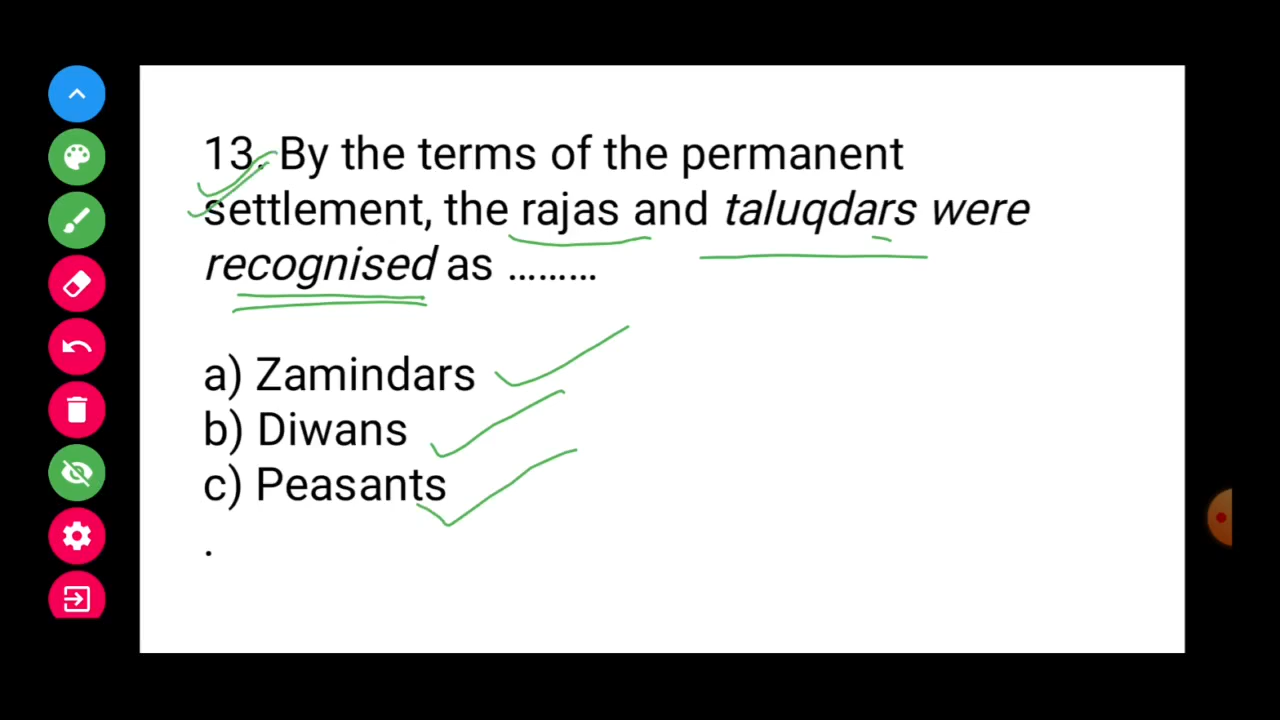 13. By the terms of the permanent
settlement, the rajas and taluqdars were
recognised as .........
a) Zamindars
b) Diwans
c) Peasants
.